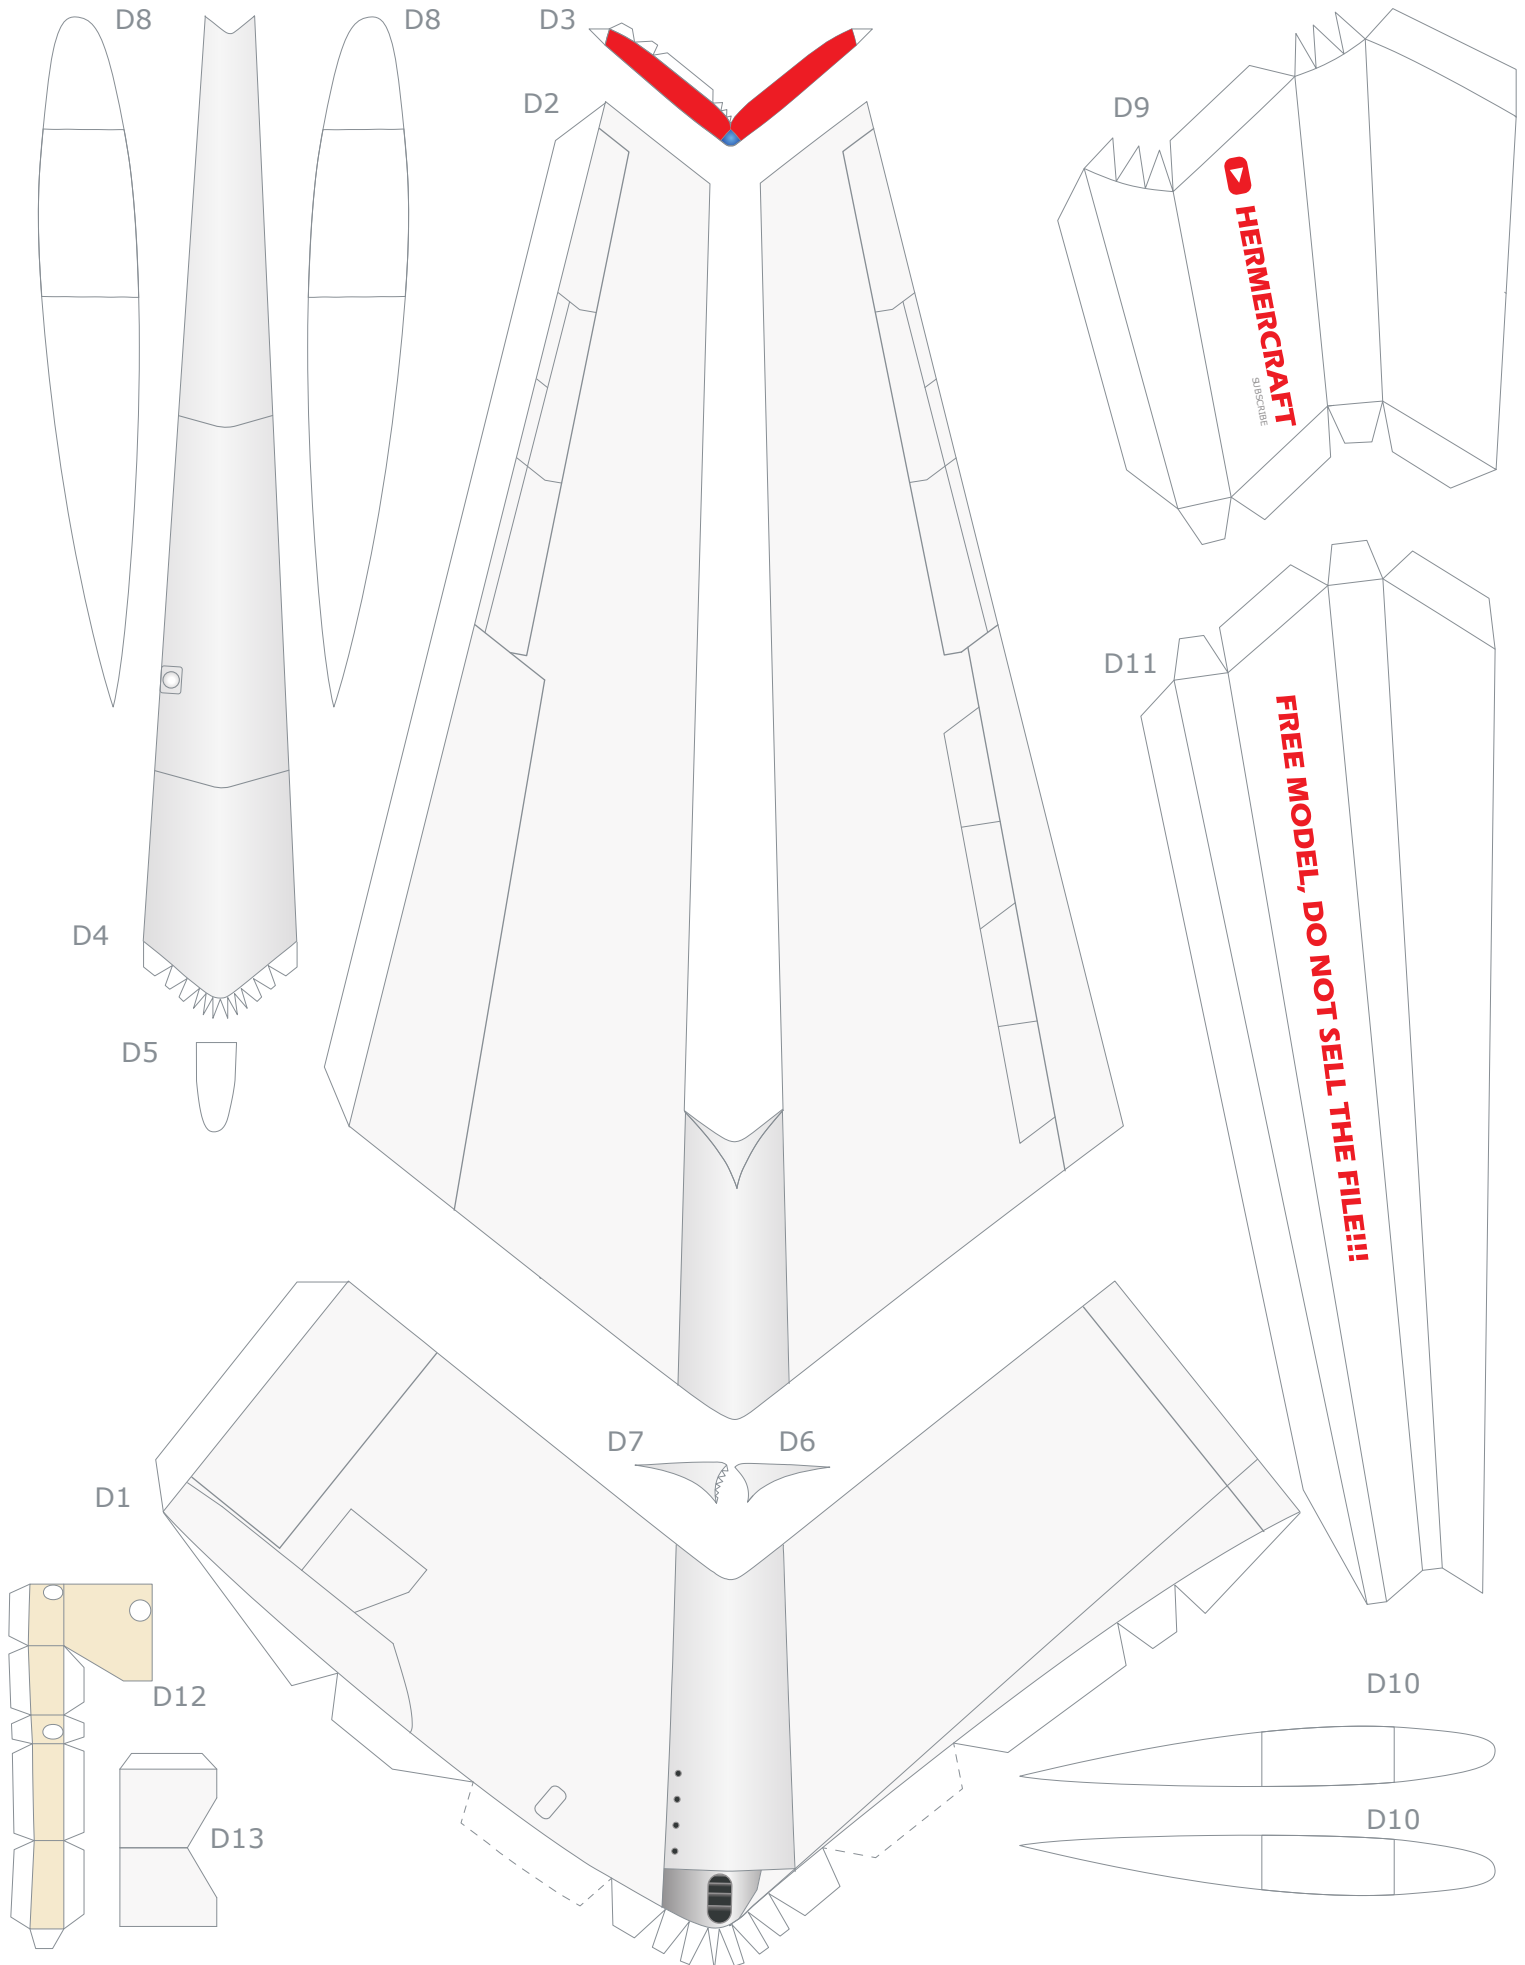 D8
D8
D3
D2
D9
HERMERCRAFT
SUBSCRIBE
D11
FREE MODEL, DO NOT SELL THE FILE!!!
D4
D5
D7
D6
D1
D12
D13
D10
D10